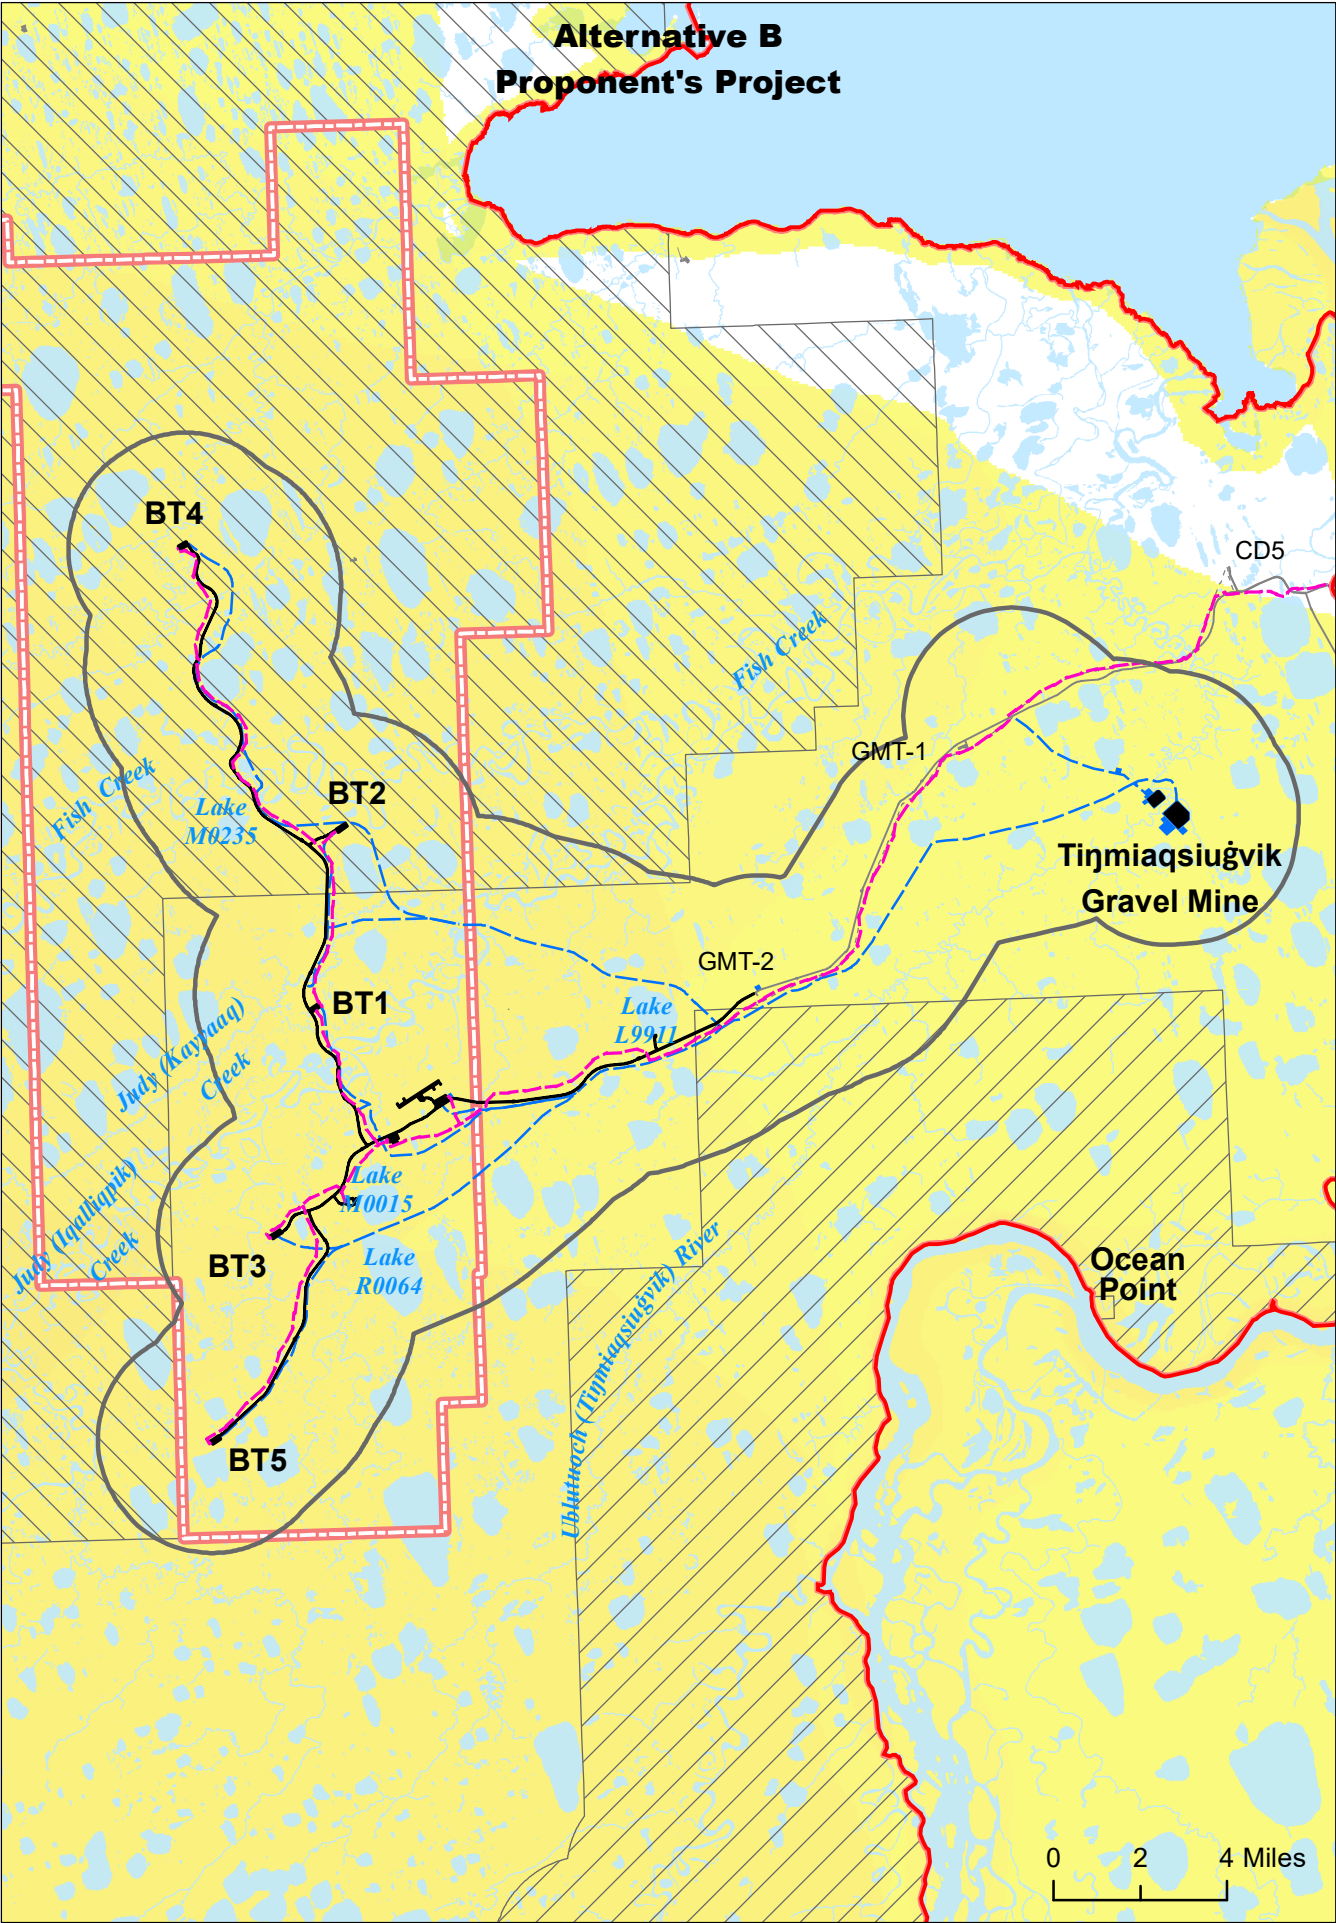 Alternative B
Proponent's Project
BT4
CD5
Fish Creek
GMT-1
Fish Creek
BT2
Lake
M0235
Tiŋmiaqsiuġvik
Gravel Mine
GMT-2
BT1
Lake
L9911
Judy (Kayyaaq)
Creek
Lake
M0015
Judy (Iqalliqpik)
Creek
BT3
Lake
R0064
Ublutuoch (Tiŋmiaqsiuġvik) River
Ocean
Point
BT5
0 2 4 Miles